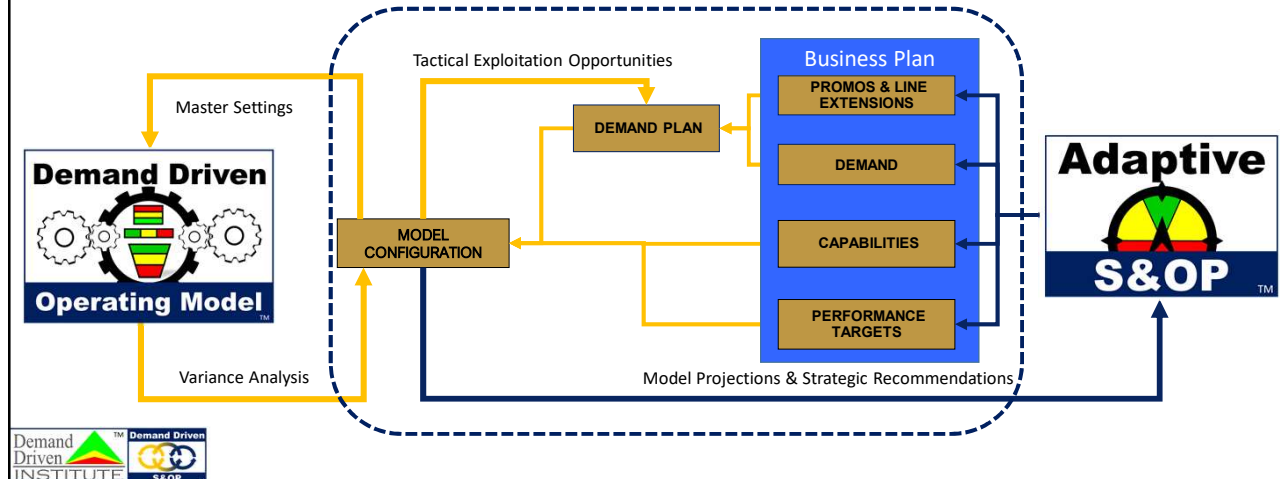 Tactical Exploitation Opportunities
Business Plan
PROMOS & LINE
EXTENSIONS
Master Settings
DEMAND PLAN
DEMAND
Demand Driven
Operating Model
TM
MODEL
CONFIGURATION
CAPABILITIES
PERFORMANCE
TARGETS
Adaptive
S&OP
TM
Variance Analysis
Model Projections & Strategic Recommendations
Demand
Driven
INSTITUTE
TM
Demand Driven
S&OP